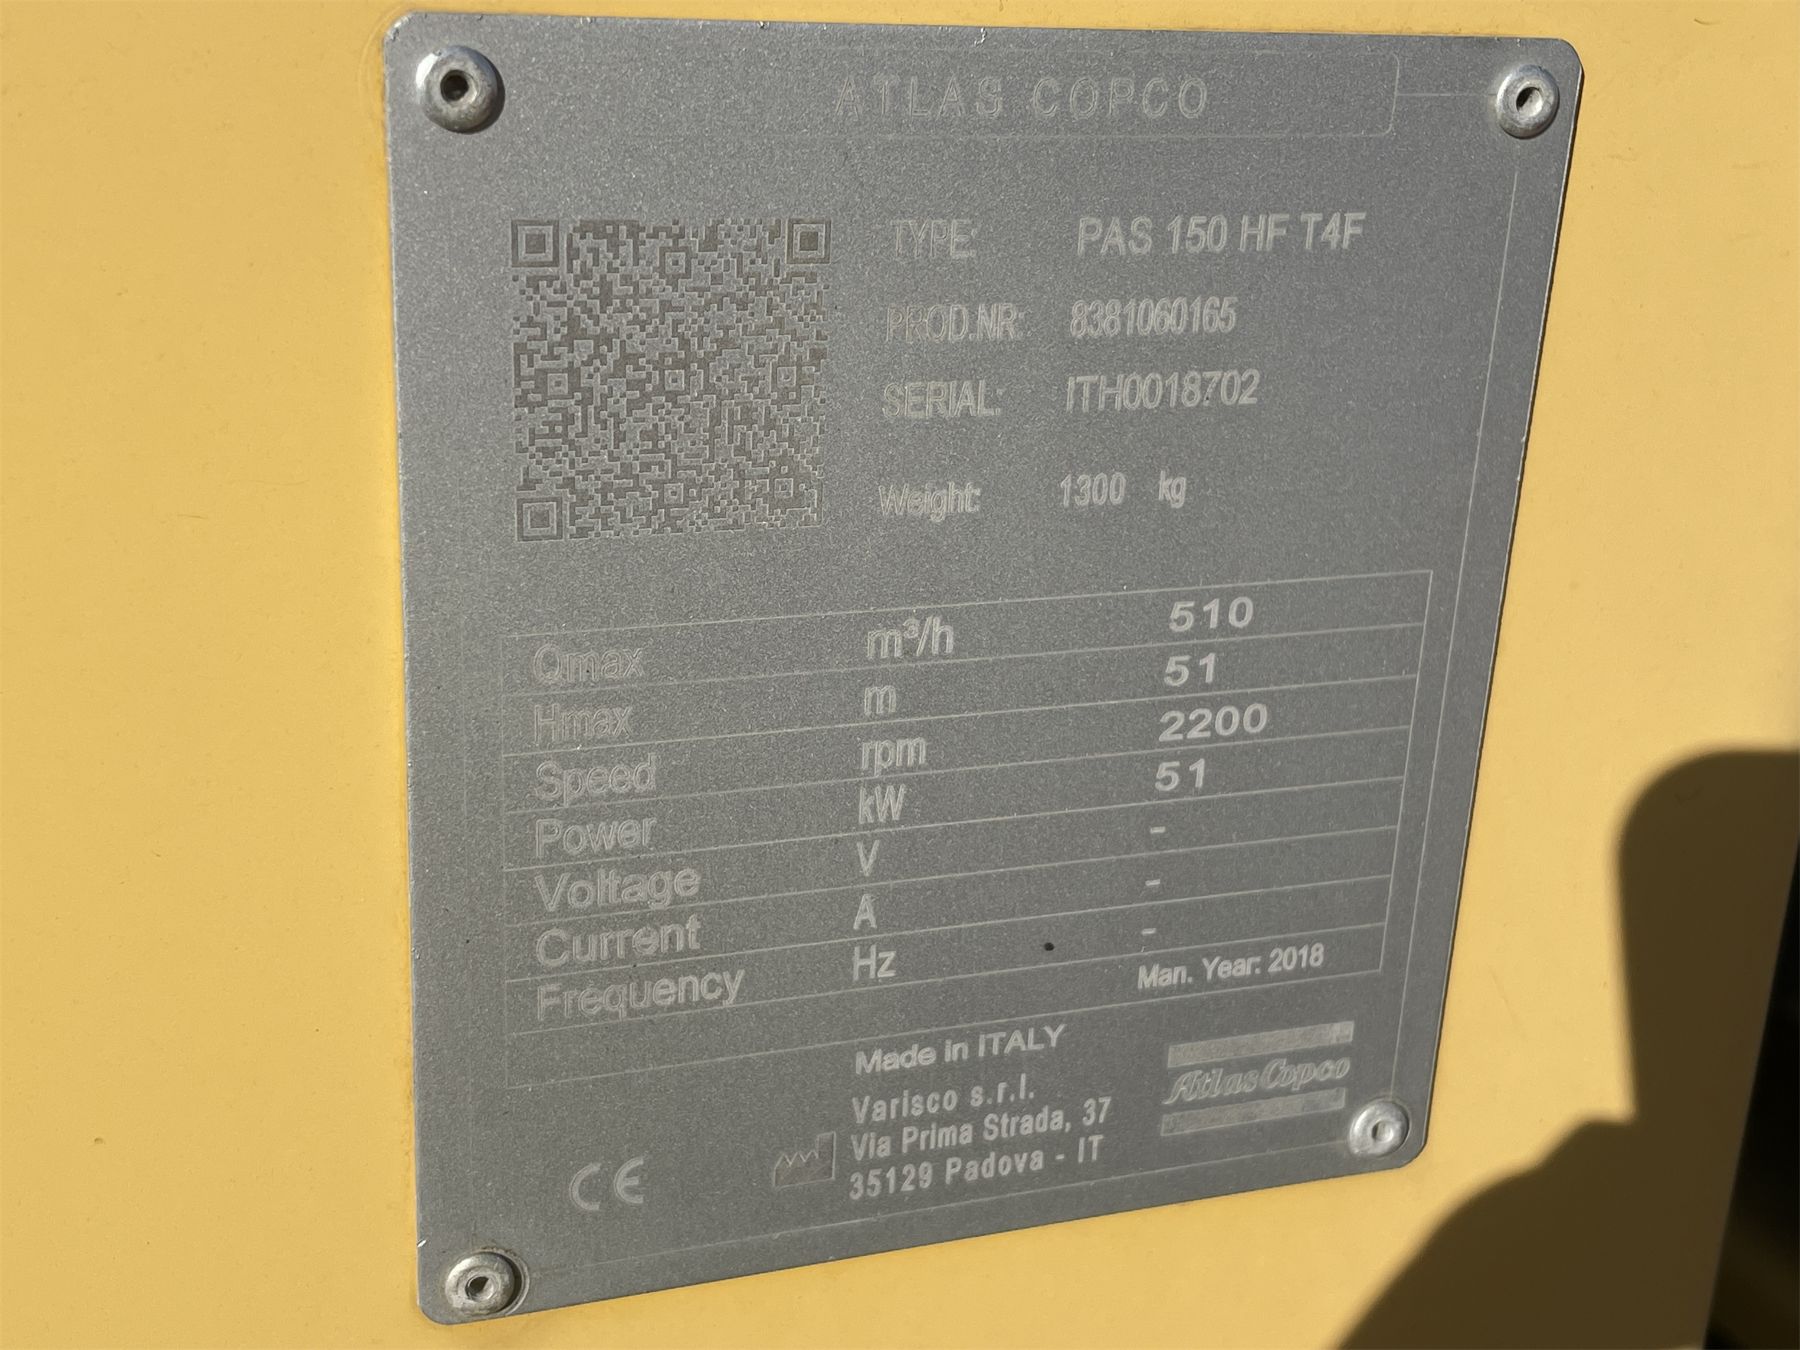 ATLAS COPCO
TYPE: PAS 150 HF T4F
PROD.NR: 8381060165
SERIAL: ITH0018702
Weight: 1300 kg
Qmax m³/h 510
Hmax m 51
Speed rpm 2200
Power kW 51
Voltage V -
Current A -
Frequency Hz -
Man. Year: 2018
Made in ITALY
Varisco s.r.l.
Via Prima Strada, 37
35129 Padova - IT
Atlas Copco
CE